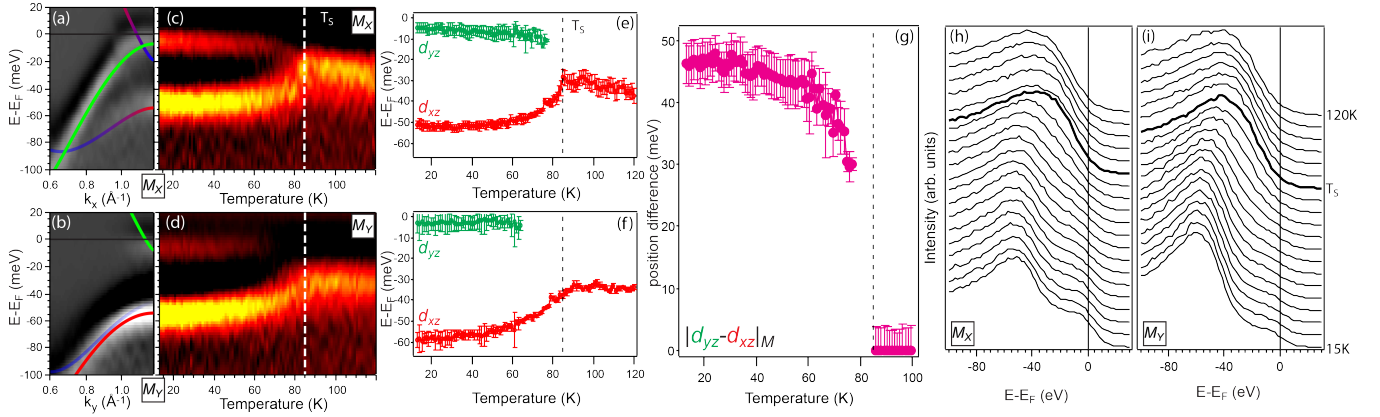 (a)
(c)
T_S
M_X
(e)
T_S
(g)
(h)
(i)
E-E_F (meV)
20
0
-20
-40
-60
-80
-100
0.6
0.8
1.0
k_x (Å⁻¹)
M_X
20
40
60
80
100
Temperature (K)
E-E_F (meV)
0
-10
-20
-30
-40
-50
-60
d_yz
d_xz
20
40
60
80
100
120
Temperature (K)
(b)
(d)
M_Y
(f)
E-E_F (meV)
20
0
-20
-40
-60
-80
-100
0.6
0.8
1.0
k_y (Å⁻¹)
M_Y
20
40
60
80
100
Temperature (K)
E-E_F (meV)
0
-10
-20
-30
-40
-50
-60
d_yz
d_xz
20
40
60
80
100
120
Temperature (K)
position difference (meV)
50
40
30
20
10
0
|d_yz-d_xz|_M
20
40
60
80
100
Temperature (K)
Intensity (arb. units)
M_X
-80
-40
0
E-E_F (eV)
M_Y
-80
-40
0
E-E_F (eV)
120K
T_S
15K